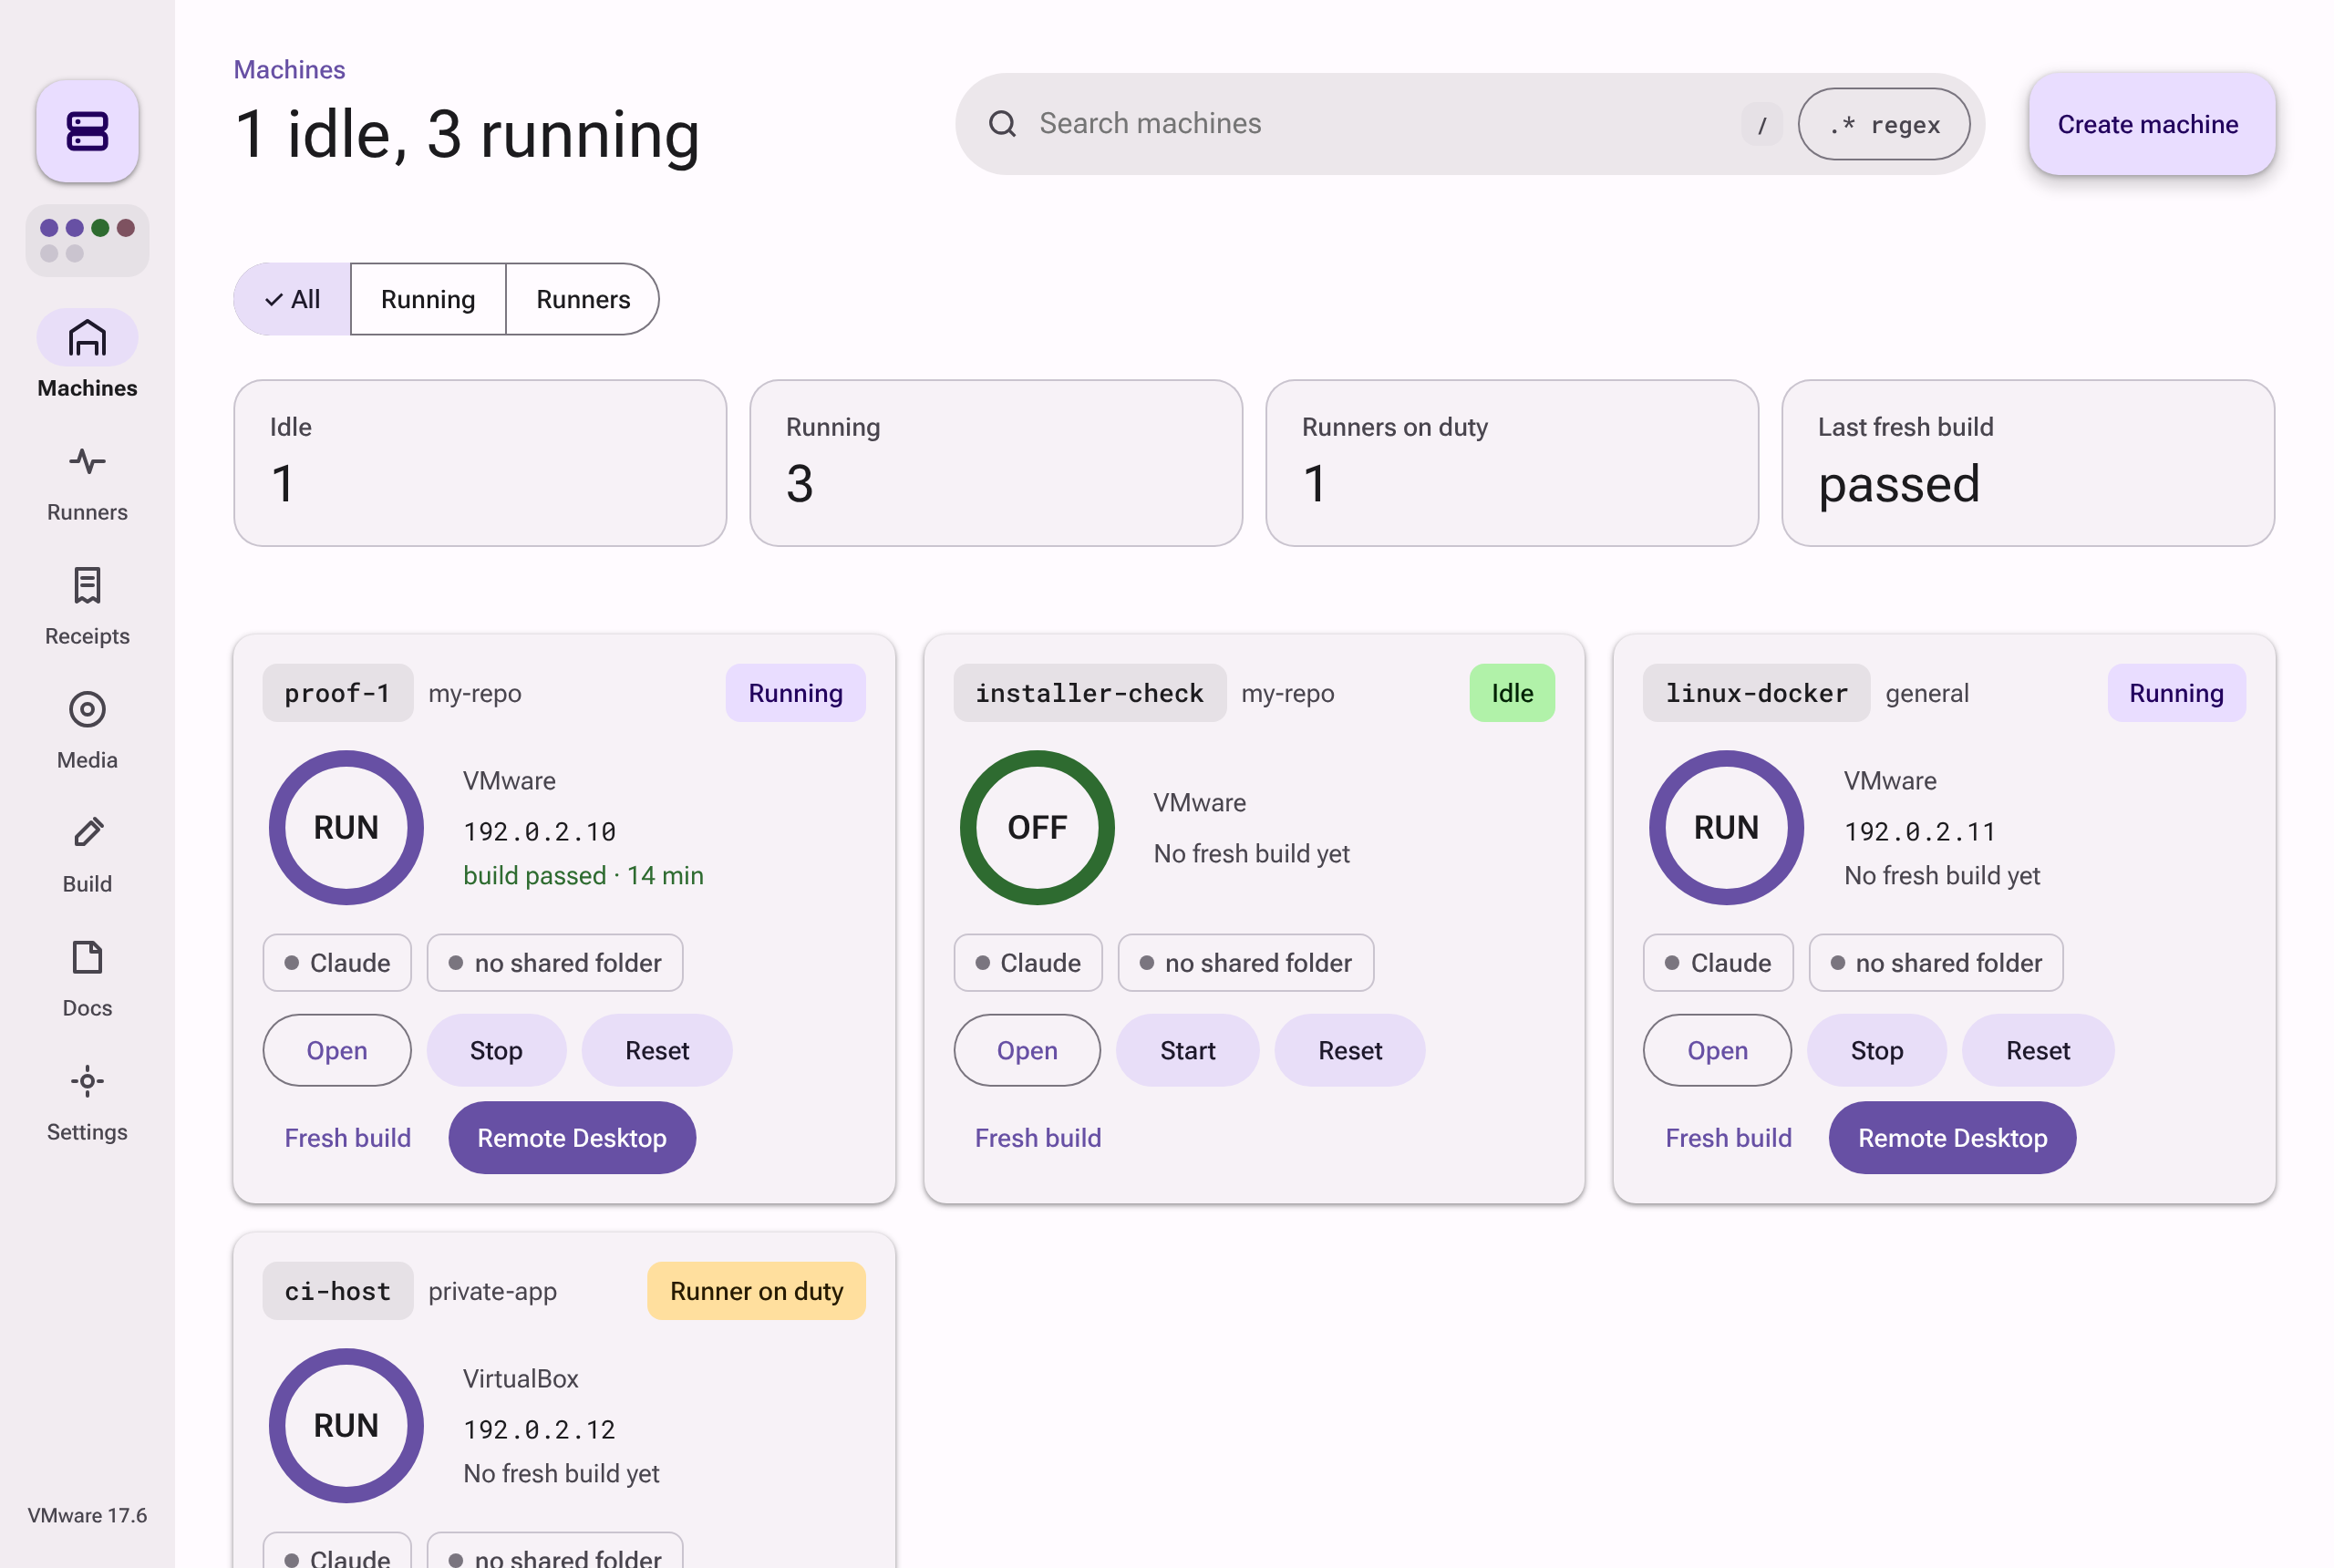 Machines
1 idle, 3 running
Search machines
/
.* regex
Create machine
All
Running
Runners
Machines
Runners
Receipts
Media
Build
Docs
Settings
VMware 17.6
Idle
1
Running
3
Runners on duty
1
Last fresh build
passed
proof-1 my-repo Running
RUN
VMware
192.0.2.10
build passed · 14 min
Claude
no shared folder
Open Stop Reset
Fresh build Remote Desktop
installer-check my-repo Idle
OFF
VMware
No fresh build yet
Claude
no shared folder
Open Start Reset
Fresh build
linux-docker general Running
RUN
VMware
192.0.2.11
No fresh build yet
Claude
no shared folder
Open Stop Reset
Fresh build Remote Desktop
ci-host private-app Runner on duty
RUN
VirtualBox
192.0.2.12
No fresh build yet
Claude
no shared folder